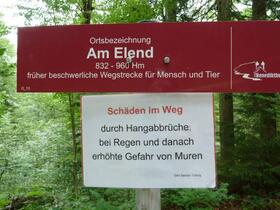 Ortsbezeichnung
Am Elend
832 - 960 Hm
früher beschwerliche Wegstrecke für Mensch und Tier
Schäden im Weg
durch Hangabbrüche:
bei Regen und danach
erhöhte Gefahr von Muren